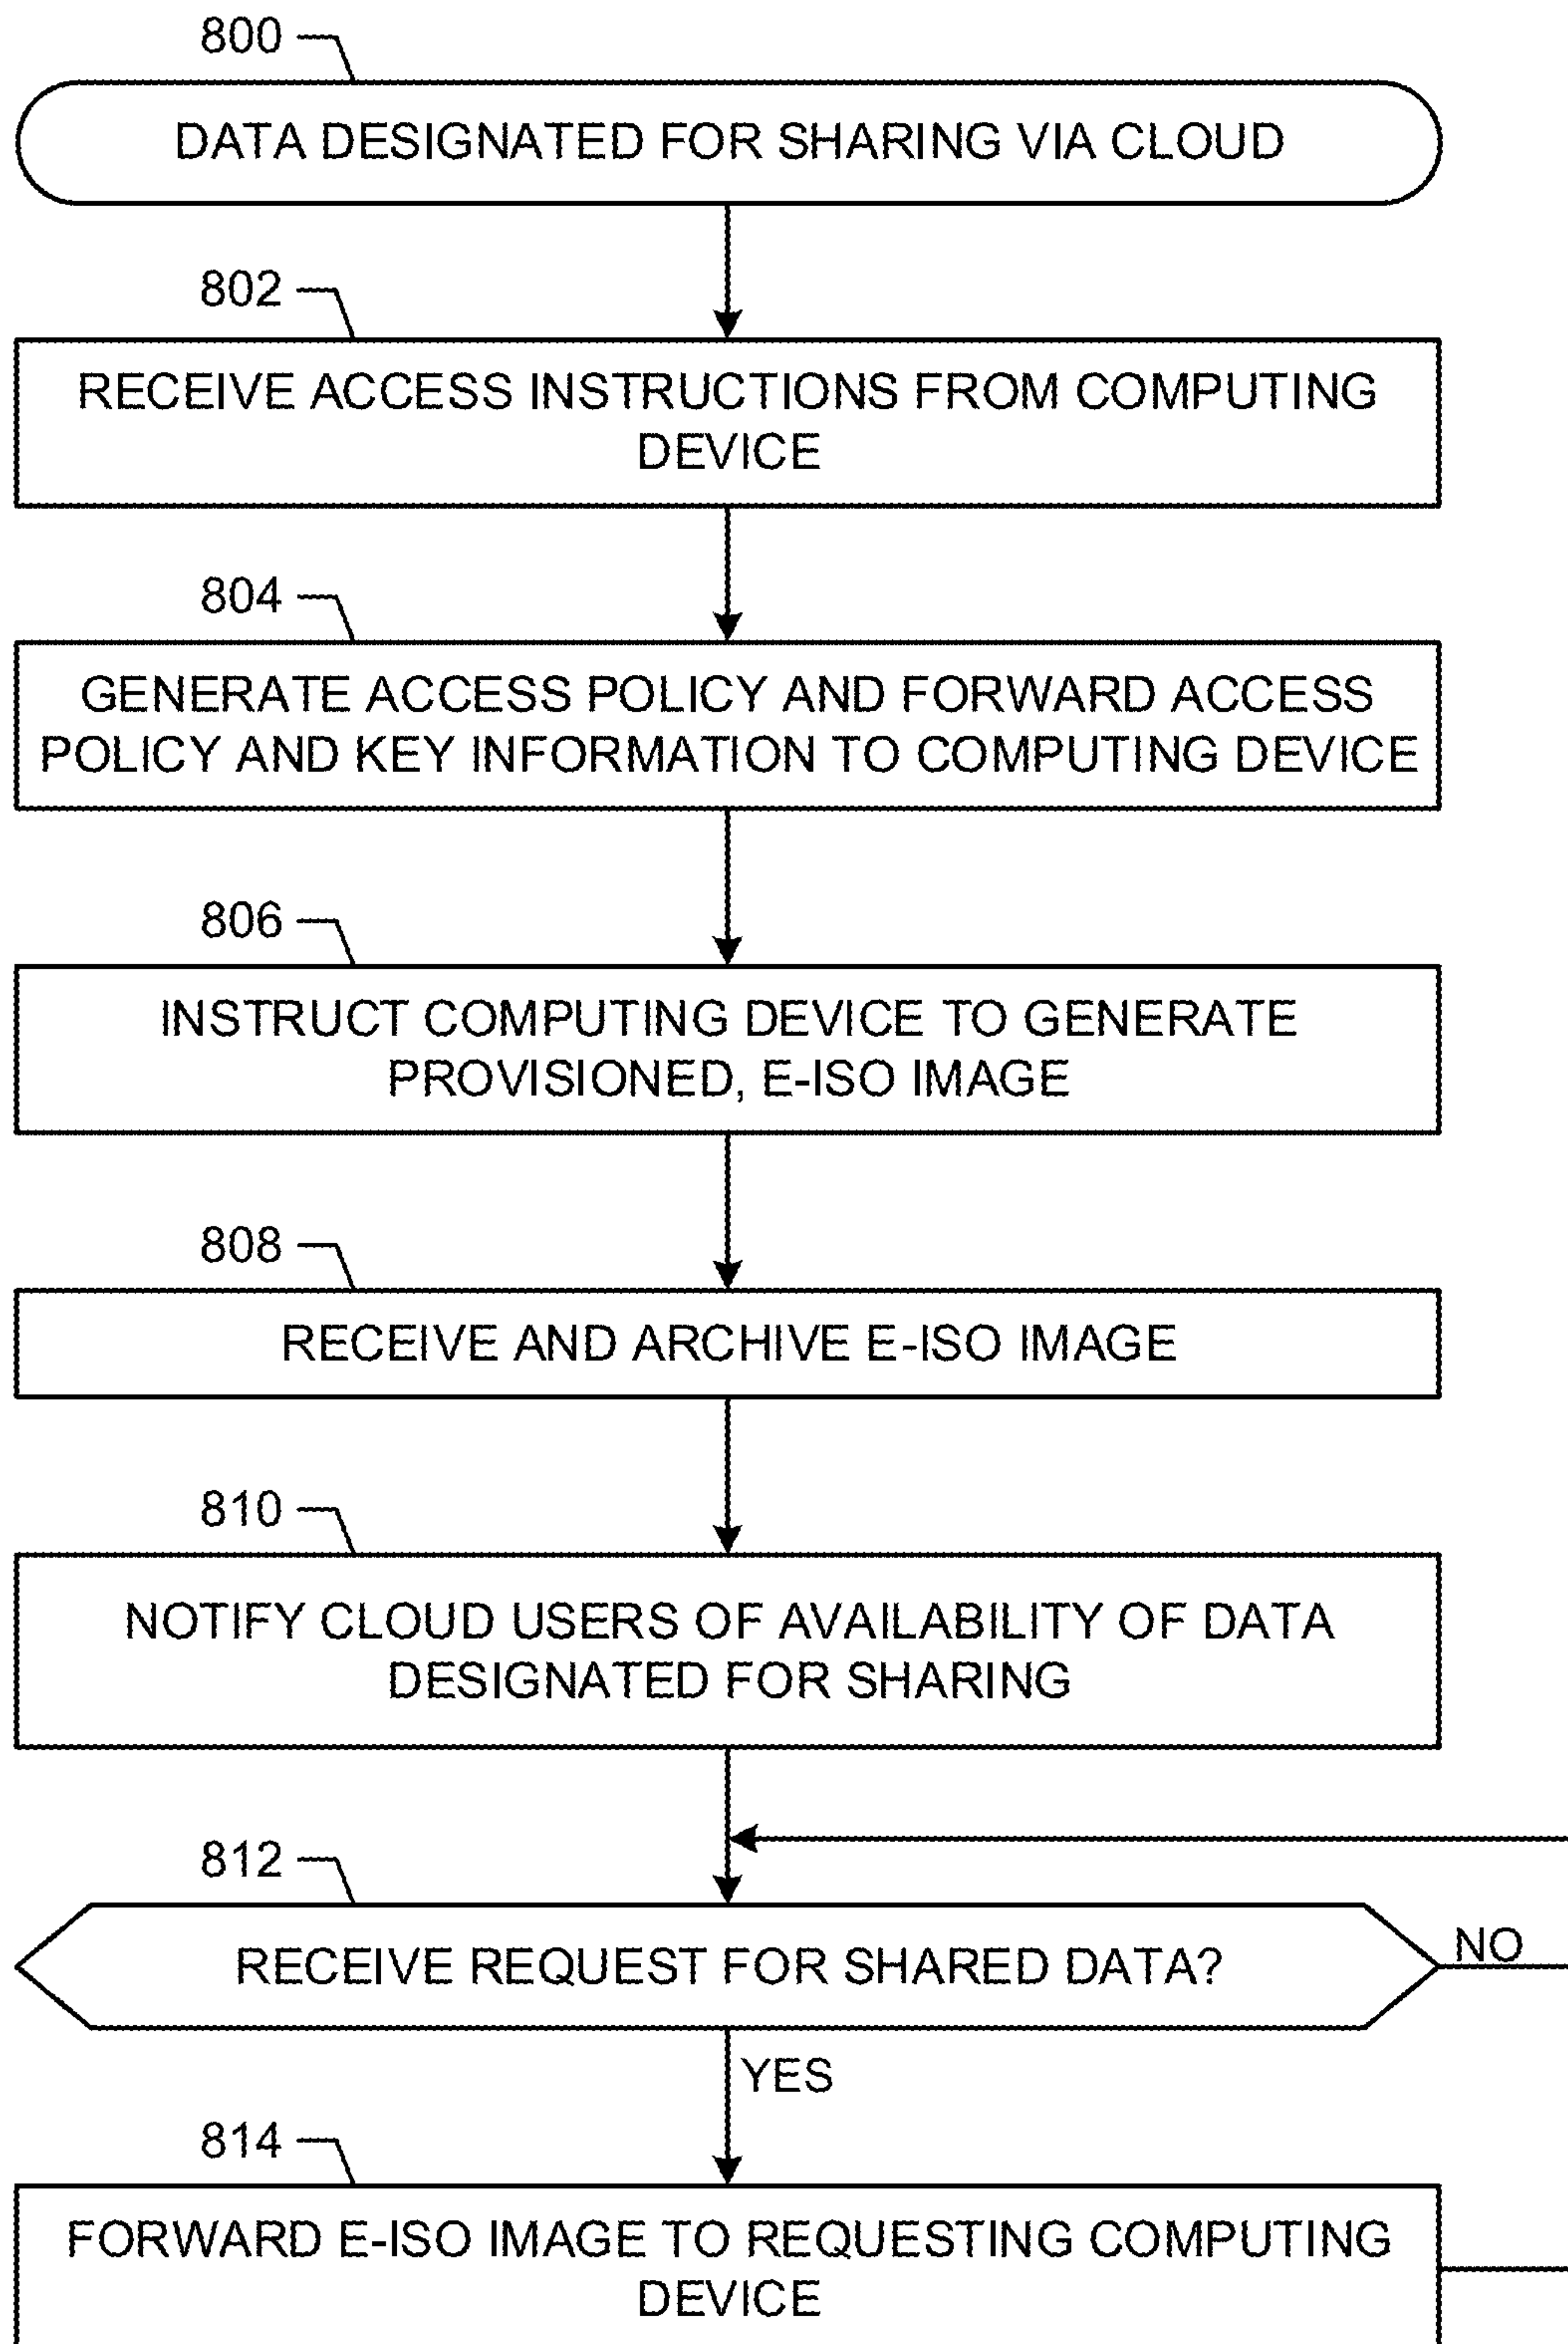 800
DATA DESIGNATED FOR SHARING VIA CLOUD
802
RECEIVE ACCESS INSTRUCTIONS FROM COMPUTING
DEVICE
804
GENERATE ACCESS POLICY AND FORWARD ACCESS
POLICY AND KEY INFORMATION TO COMPUTING DEVICE
806
INSTRUCT COMPUTING DEVICE TO GENERATE
PROVISIONED, E-ISO IMAGE
808
RECEIVE AND ARCHIVE E-ISO IMAGE
810
NOTIFY CLOUD USERS OF AVAILABILITY OF DATA
DESIGNATED FOR SHARING
812
RECEIVE REQUEST FOR SHARED DATA?
NO
YES
814
FORWARD E-ISO IMAGE TO REQUESTING COMPUTING
DEVICE